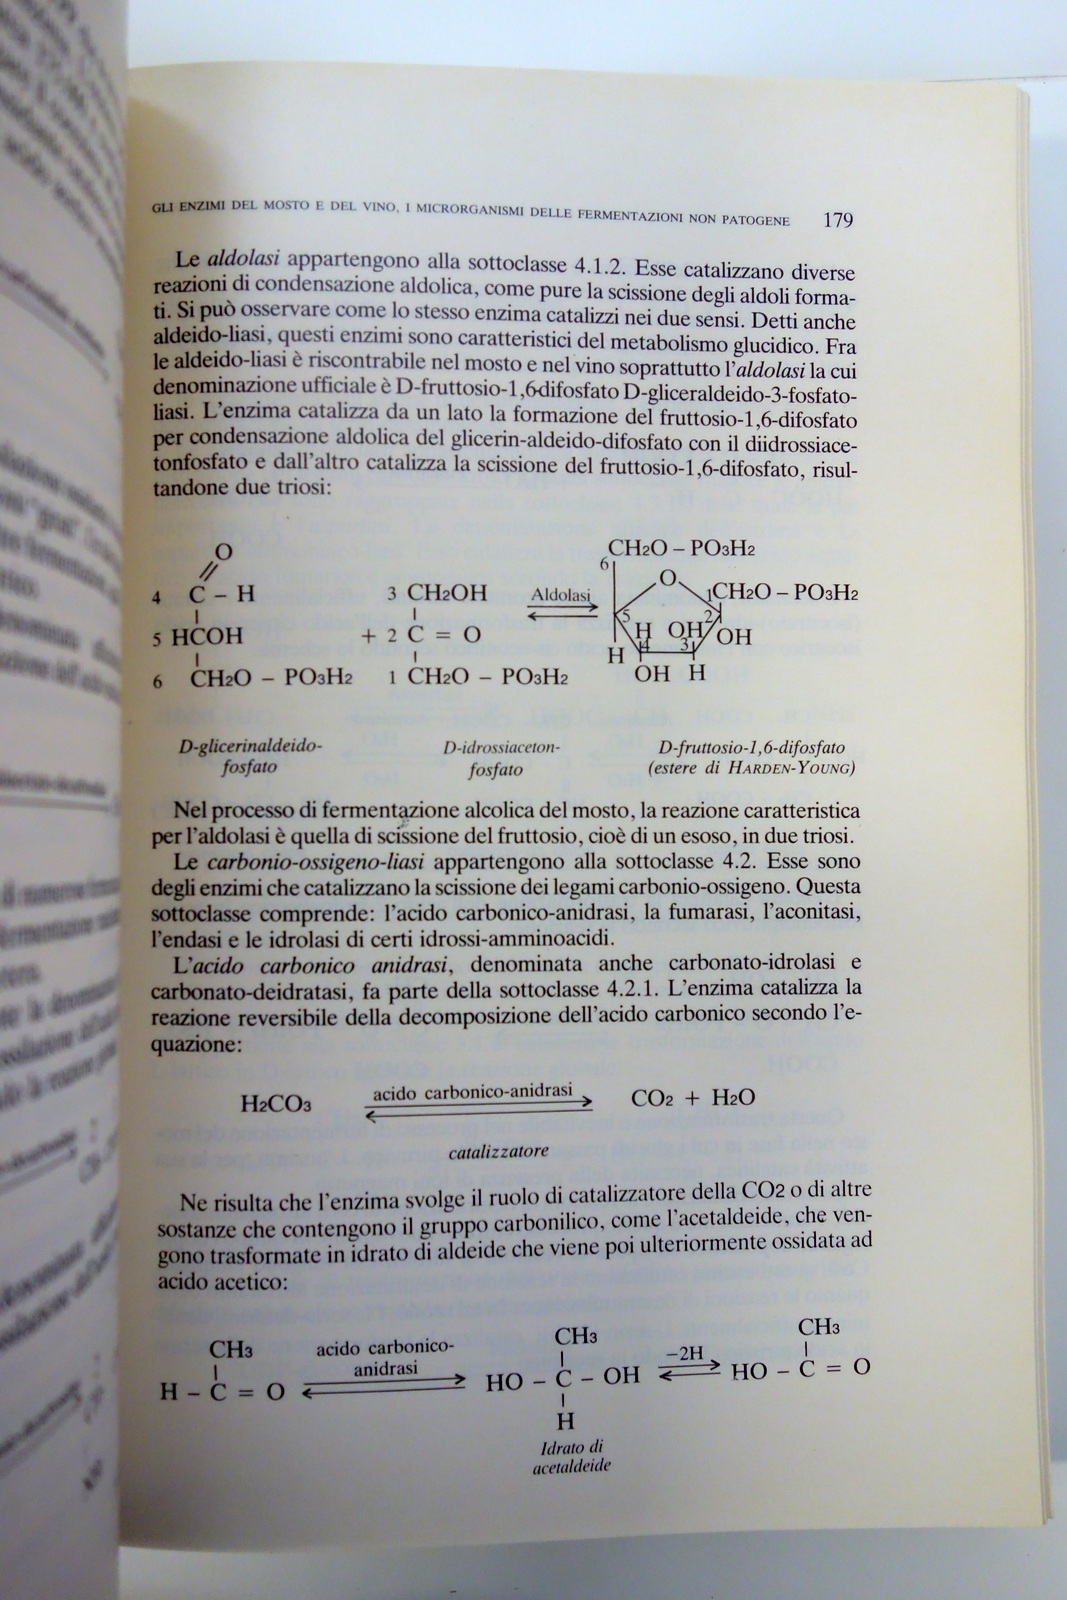 GLI ENZIMI DEL MOSTO E DEL VINO, I MICRORGANISMI DELLE FERMENTAZIONI NON PATOGENE 179
Le aldolasi appartengono alla sottoclasse 4.1.2. Esse catalizzano diverse
reazioni di condensazione aldolica, come pure la scissione degli aldoli forma-
ti. Si può osservare come lo stesso enzima catalizzi nei due sensi. Detti anche
aldeido-liasi, questi enzimi sono caratteristici del metabolismo glucidico. Fra
le aldeido-liasi è riscontrabile nel mosto e nel vino soprattutto l'aldolasi la cui
denominazione ufficiale è D-fruttosio-1,6difosfato D-gliceraldeido-3-fosfato-
liasi. L'enzima catalizza da un lato la formazione del fruttosio-1,6-difosfato
per condensazione aldolica del glicerin-aldeido-difosfato con il diidrossiace-
tonfosfato e dall'altro catalizza la scissione del fruttosio-1,6-difosfato, risul-
tandone due triosi:
O CH2O – PO3H2
6
4 C – H 3 CH2OH Aldolasi O 1CH2O – PO3H2
5 HCOH + 2 C = O 5 H OH 2 OH
H 4 3
6 CH2O – PO3H2 1 CH2O – PO3H2 OH H
D-glicerinaldeido- D-idrossiaceton- D-fruttosio-1,6-difosfato
fosfato fosfato (estere di HARDEN-YOUNG)
Nel processo di fermentazione alcolica del mosto, la reazione caratteristica
per l'aldolasi è quella di scissione del fruttosio, cioè di un esoso, in due triosi.
Le carbonio-ossigeno-liasi appartengono alla sottoclasse 4.2. Esse sono
degli enzimi che catalizzano la scissione dei legami carbonio-ossigeno. Questa
sottoclasse comprende: l'acido carbonico-anidrasi, la fumarasi, l'aconitasi,
l'endasi e le idrolasi di certi idrossi-amminoacidi.
L'acido carbonico anidrasi, denominata anche carbonato-idrolasi e
carbonato-deidratasi, fa parte della sottoclasse 4.2.1. L'enzima catalizza la
reazione reversibile della decomposizione dell'acido carbonico secondo l'e-
quazione:
H2CO3 acido carbonico-anidrasi CO2 + H2O
catalizzatore
Ne risulta che l'enzima svolge il ruolo di catalizzatore della CO2 o di altre
sostanze che contengono il gruppo carbonilico, come l'acetaldeide, che ven-
gono trasformate in idrato di aldeide che viene poi ulteriormente ossidata ad
acido acetico:
CH3 acido carbonico- CH3 CH3
anidrasi –2H
H – C = O HO – C – OH HO – C = O
H
Idrato di
acetaldeide